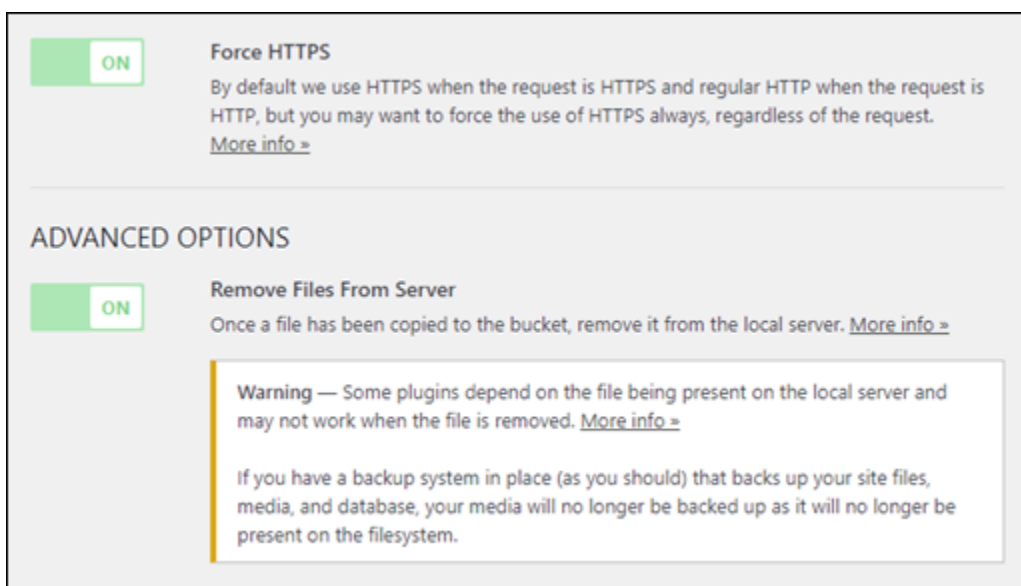 ON
Force HTTPS
By default we use HTTPS when the request is HTTPS and regular HTTP when the request is
HTTP, but you may want to force the use of HTTPS always, regardless of the request.
More info »
ADVANCED OPTIONS
ON
Remove Files From Server
Once a file has been copied to the bucket, remove it from the local server. More info »
Warning — Some plugins depend on the file being present on the local server and
may not work when the file is removed. More info »
If you have a backup system in place (as you should) that backs up your site files,
media, and database, your media will no longer be backed up as it will no longer be
present on the filesystem.